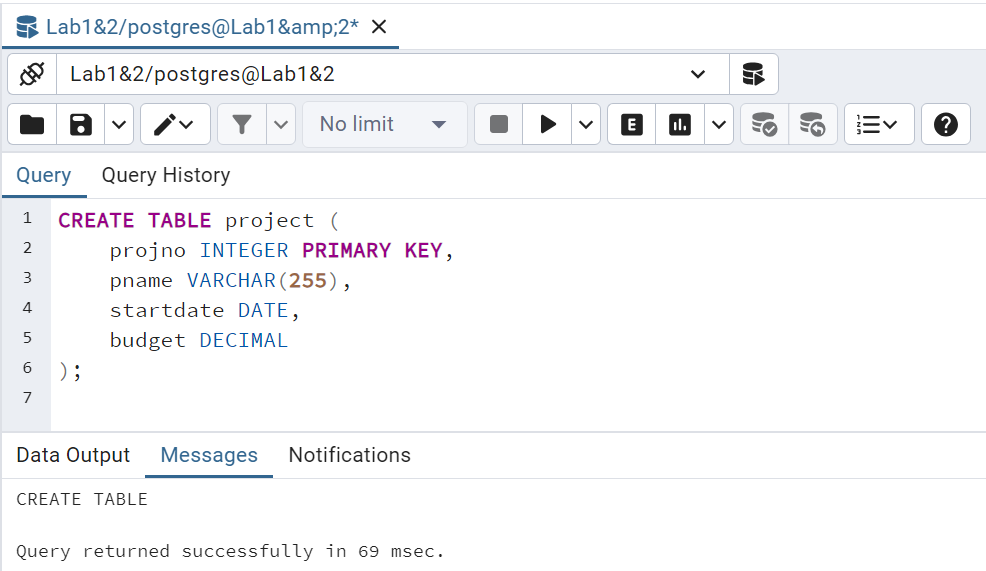 Lab1&2/postgres@Lab1&amp;2*
Lab1&2/postgres@Lab1&2
No limit
E
Query Query History
1 CREATE TABLE project (
2     projno INTEGER PRIMARY KEY,
3     pname VARCHAR(255),
4     startdate DATE,
5     budget DECIMAL
6 );
7
Data Output Messages Notifications
CREATE TABLE
Query returned successfully in 69 msec.